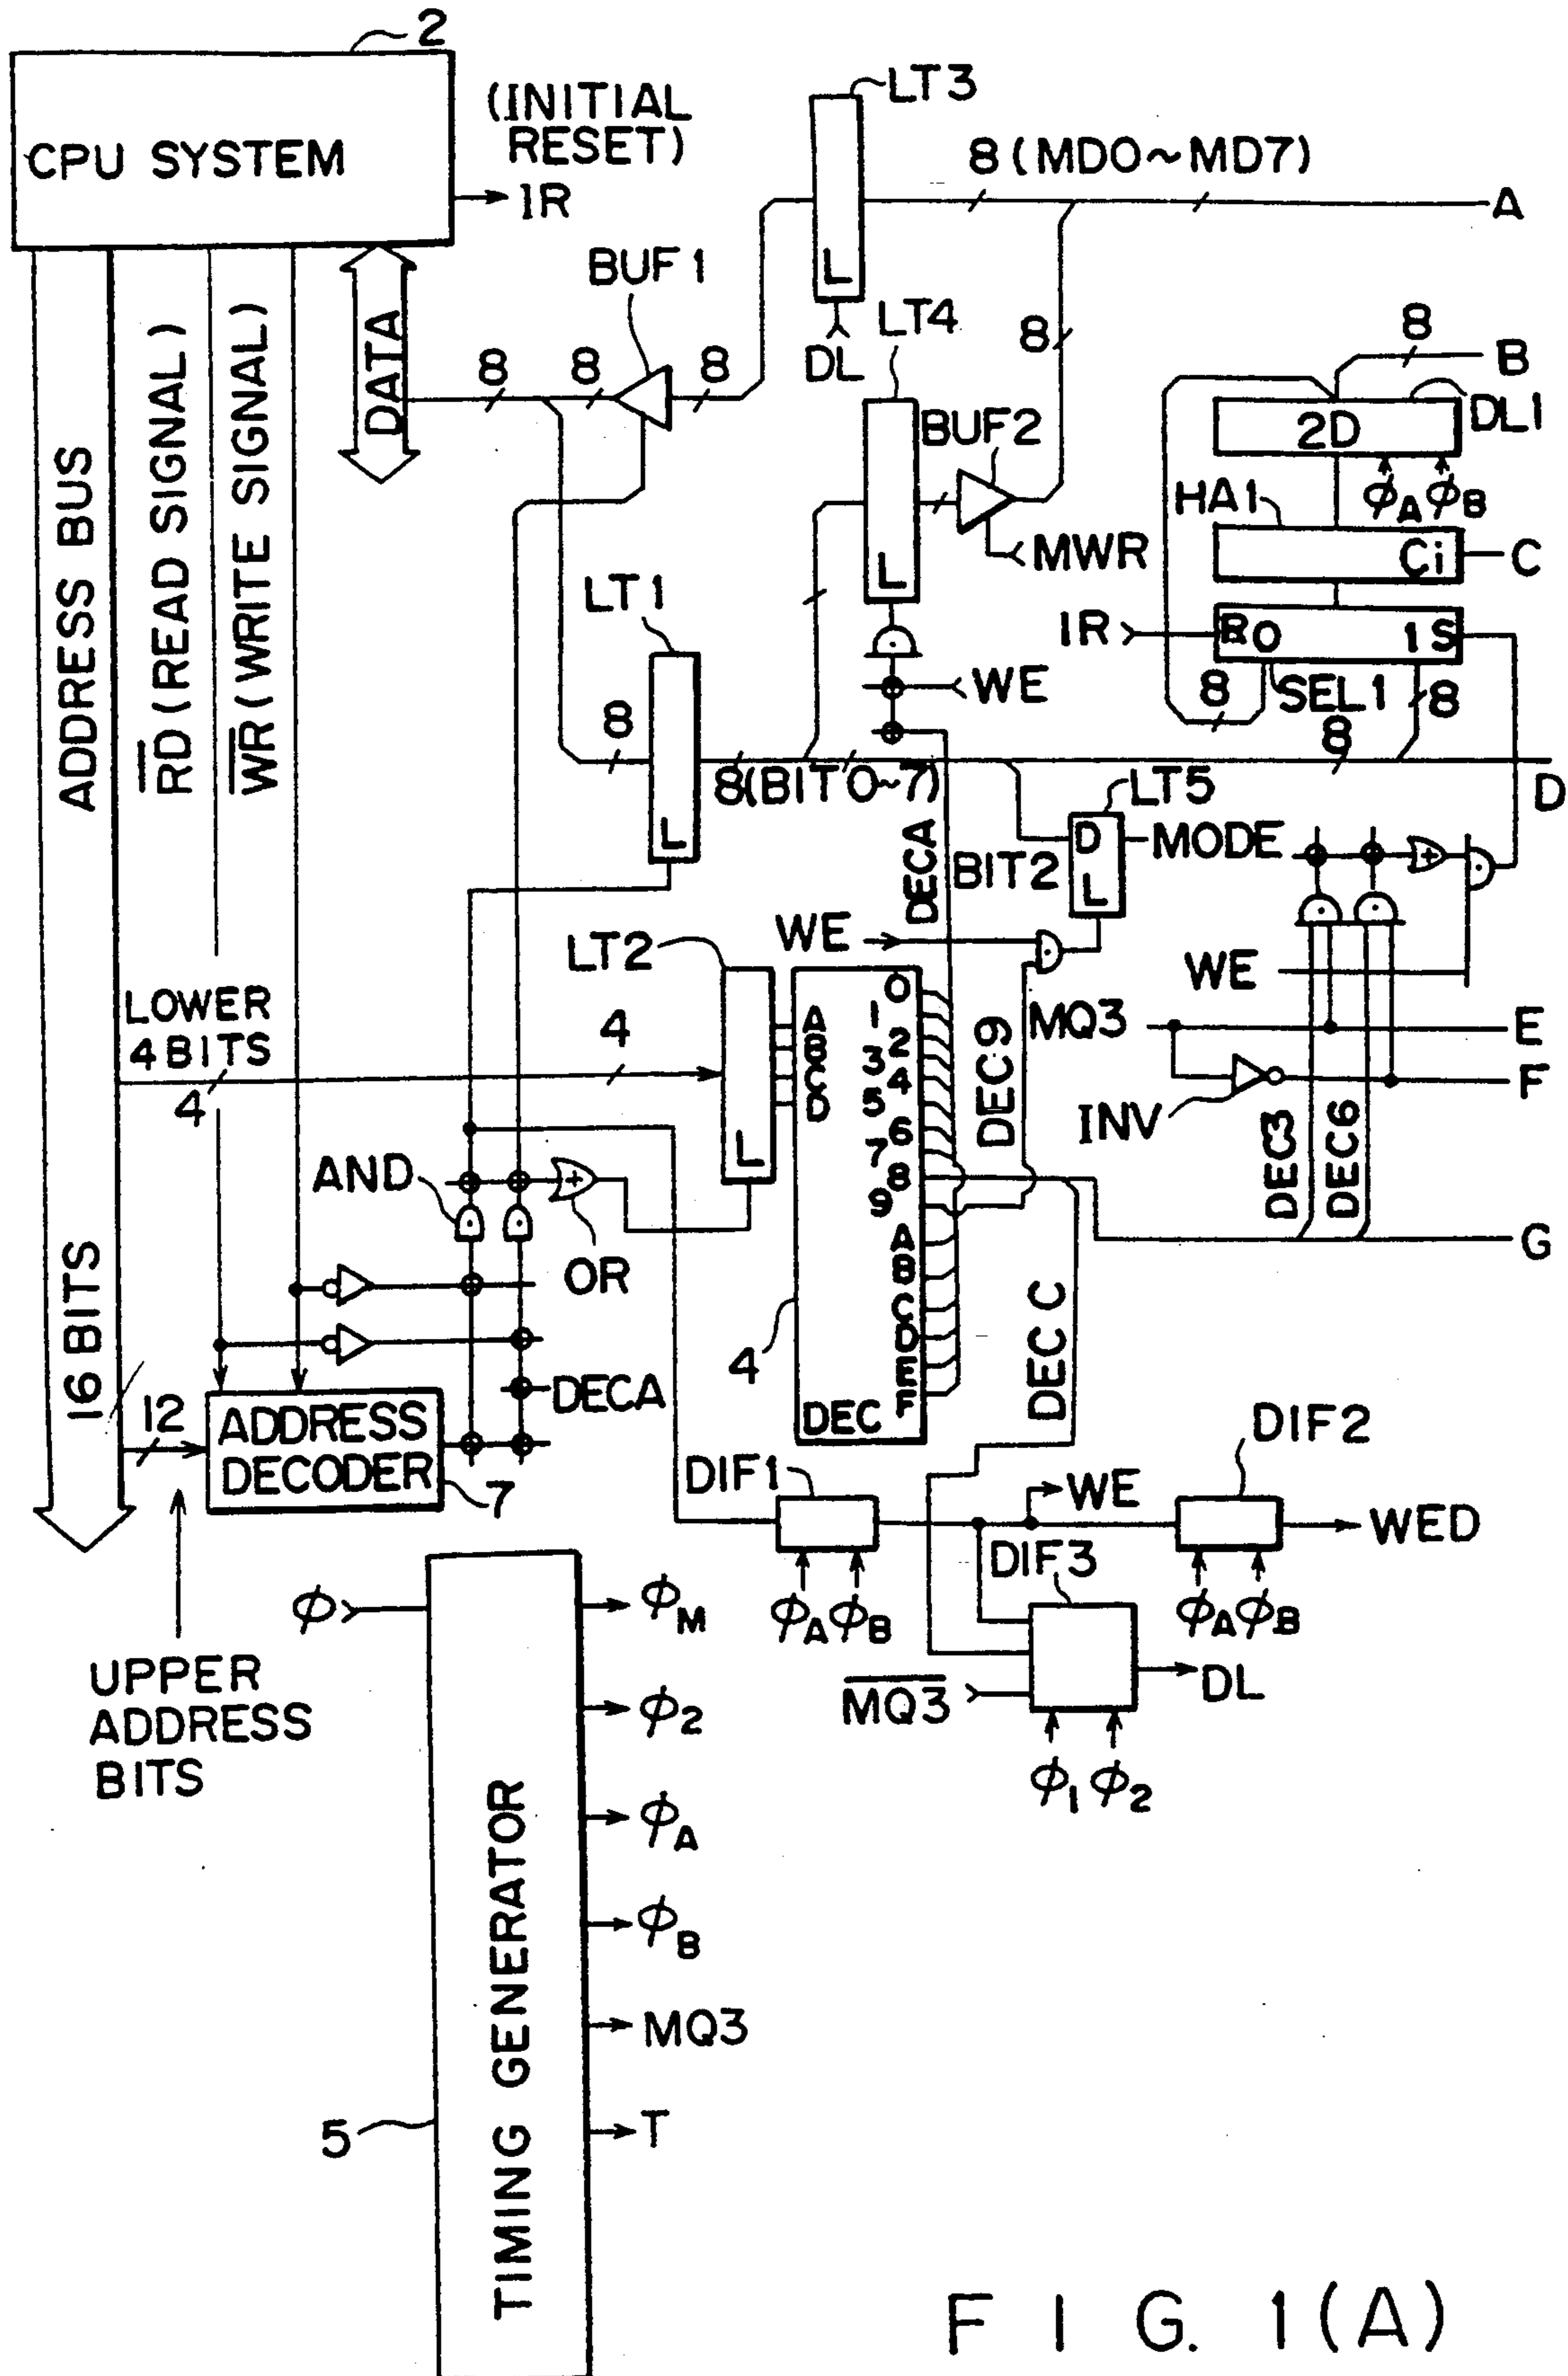 2
CPU SYSTEM
(INITIAL
RESET)
IR
LT3
8 (MD0~MD7)
A
L
DL
BUF1
8
8
8
DATA
ADDRESS BUS
16 BITS
R̅D̅ (READ SIGNAL)
W̅R̅ (WRITE SIGNAL)
LT4
8
BUF2
L
MWR
WE
8
B
DL1
2D
ϕA ϕB
HA1
Ci
C
IR
R 0
1 S
SEL1
8
8
8
D
LT1
8
L
8(BIT0~7)
DECA
LT5
D
L
BIT2
MODE
WE
WE
MQ3
E
F
INV
DEC3
DEC6
G
LT2
LOWER
4 BITS
4
4
L
A
B
C
D
0
1
2
3
4
5
6
7
8
9
A
B
C
D
E
F
DEC
4
DEC9
DEC C
AND
OR
DECA
12
ADDRESS
DECODER
7
UPPER
ADDRESS
BITS
DIF1
ϕA ϕB
WE
DIF2
WED
ϕA ϕB
DIF3
M̅Q̅3̅
DL
ϕ1 ϕ2
ϕ
TIMING GENERATOR
5
ϕM
ϕ2
ϕA
ϕB
MQ3
T
FIG. 1(A)